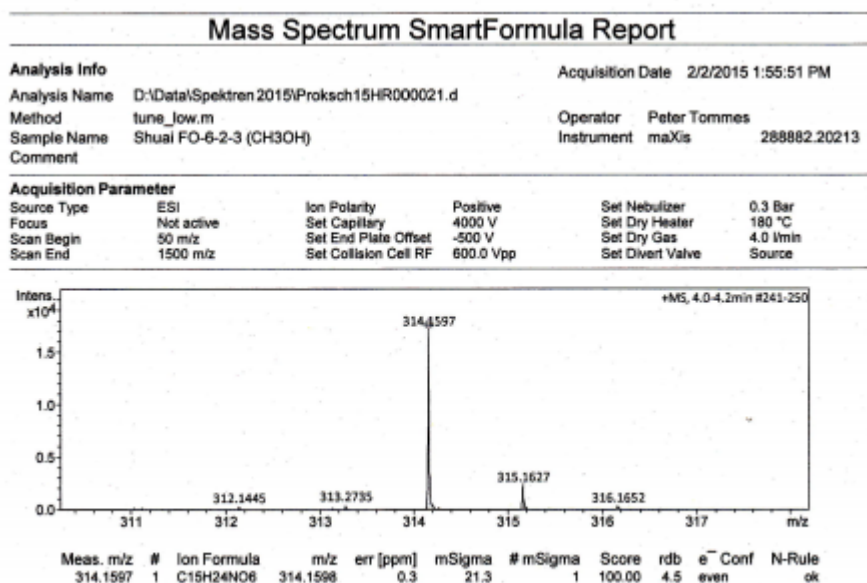 Mass Spectrum SmartFormula Report
Analysis Info
Acquisition Date 2/2/2015 1:55:51 PM
Analysis Name D:\Data\Spektren 2015\Proksch15HR000021.d
Method tune_low.m
Operator Peter Tommes
Sample Name Shuai FO-6-2-3 (CH3OH)
Instrument maXis 288882.20213
Comment
Acquisition Parameter
Source Type ESI Ion Polarity Positive Set Nebulizer 0.3 Bar
Focus Not active Set Capillary 4000 V Set Dry Heater 180 °C
Scan Begin 50 m/z Set End Plate Offset -500 V Set Dry Gas 4.0 l/min
Scan End 1500 m/z Set Collision Cell RF 600.0 Vpp Set Divert Valve Source
Intens.
x10⁴
+MS, 4.0-4.2min #241-250
314.1597
1.5
1.0
0.5
315.1627
312.1445 313.2735 316.1652
0.0
311 312 313 314 315 316 317 m/z
Meas. m/z # Ion Formula m/z err [ppm] mSigma # mSigma Score rdb e⁻ Conf N-Rule
314.1597 1 C15H24NO6 314.1598 0.3 21.3 1 100.00 4.5 even ok